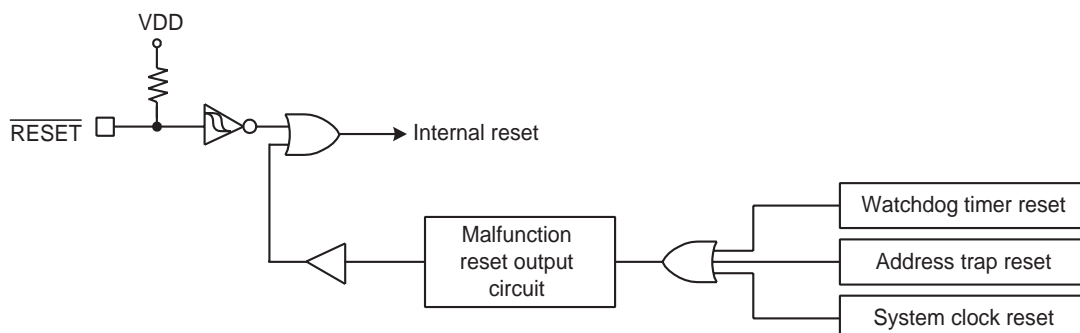 VDD
RESET
Internal reset
Watchdog timer reset
Malfunction
reset output
circuit
Address trap reset
System clock reset